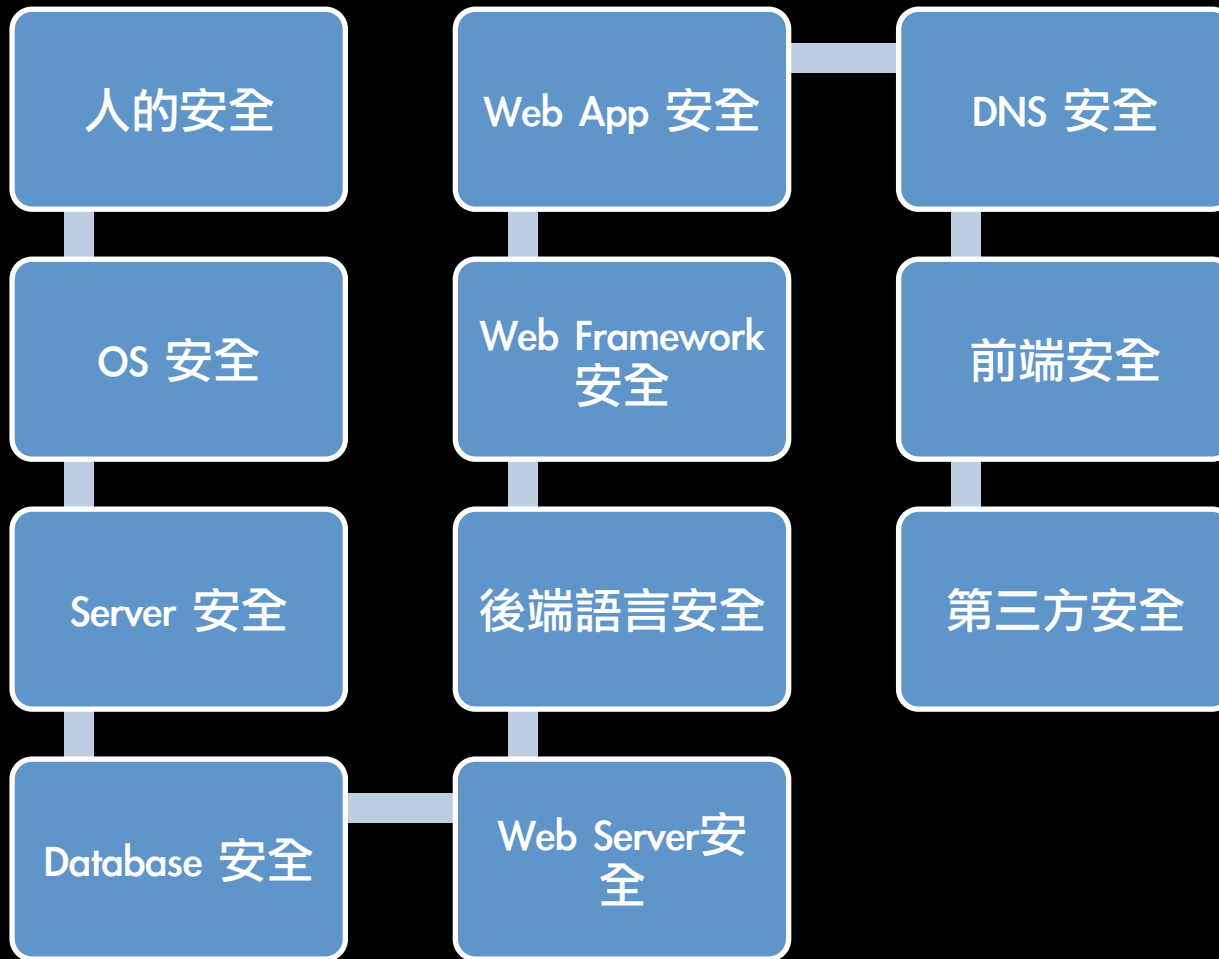 人的安全
OS 安全
Server 安全
Database 安全
Web Server安
全
後端語言安全
Web Framework
安全
Web App 安全
DNS 安全
前端安全
第三方安全